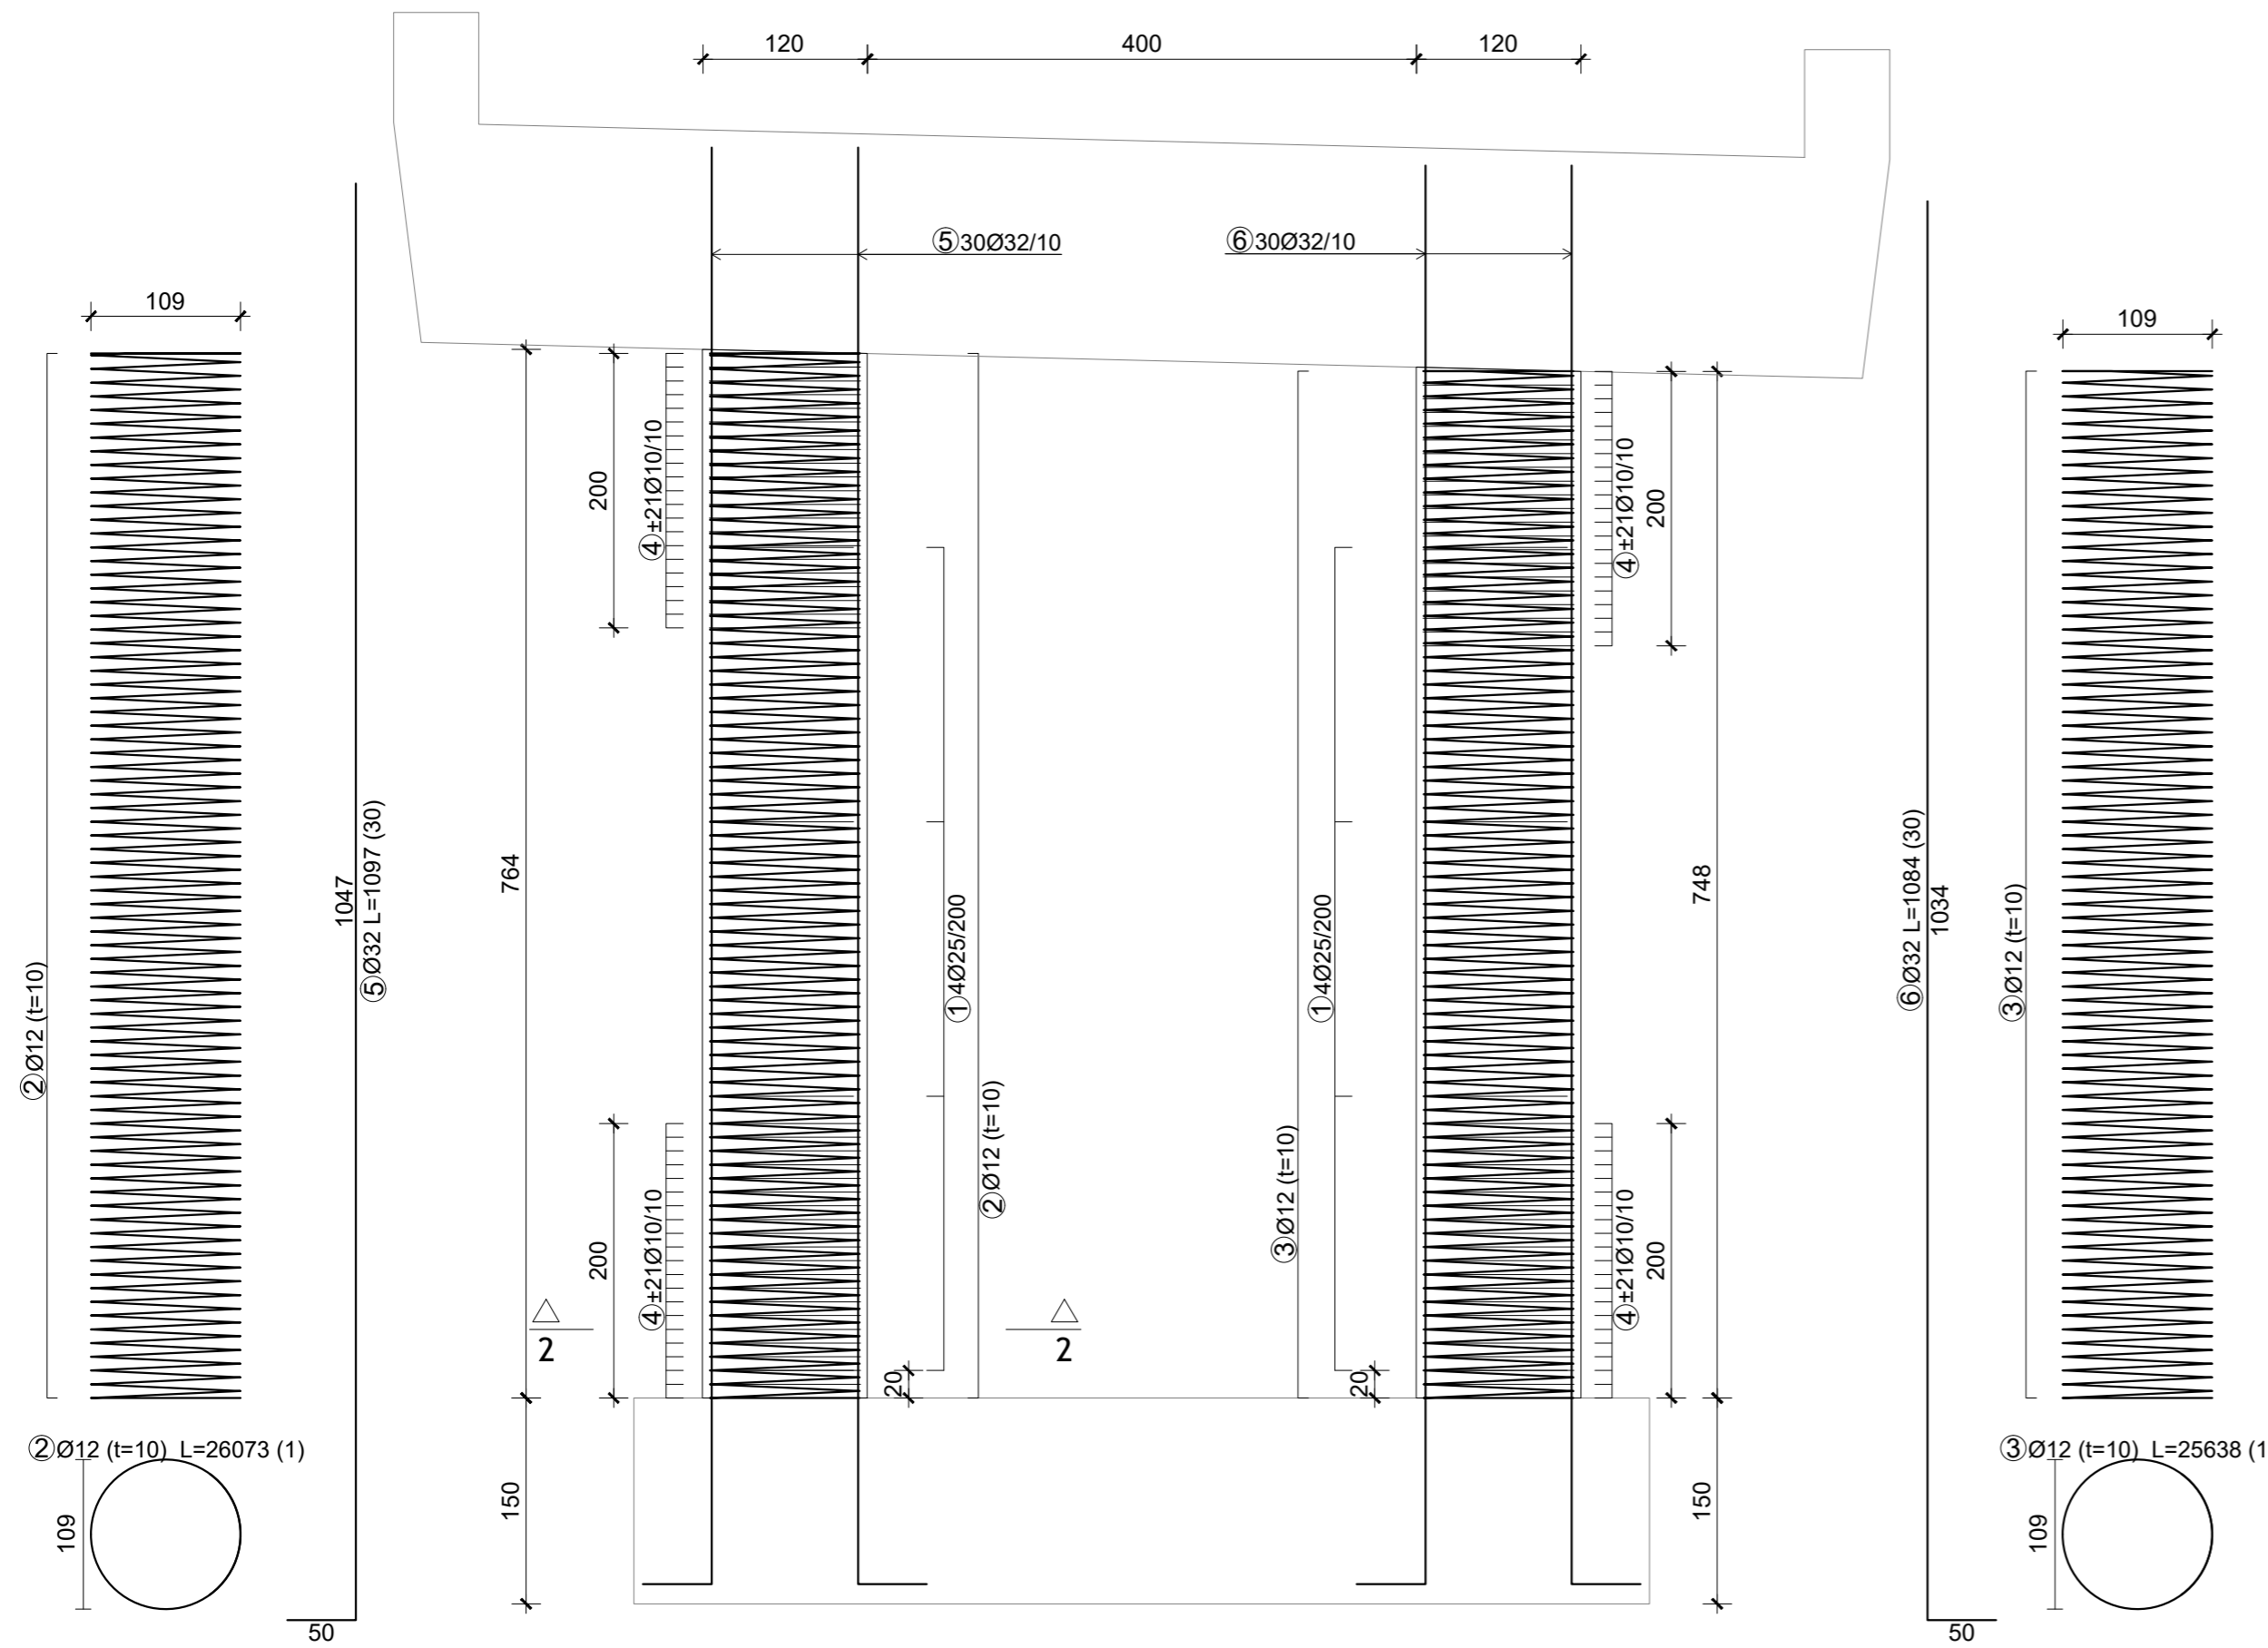 120
400
120
⑤30Ø32/10
⑥30Ø32/10
109
109
②Ø12 (t=10)
1047
⑤Ø32 L=1097 (30)
764
200
④±21Ø10/10
200
④±21Ø10/10
①4Ø25/200
②Ø12 (t=10)
20
①4Ø25/200
③Ø12 (t=10)
20
④±21Ø10/10
200
④±21Ø10/10
200
748
⑥Ø32 L=1084 (30)
1034
③Ø12 (t=10)
2
2
②Ø12 (t=10) L=26073 (1)
109
50
150
150
③Ø12 (t=10) L=25638 (1
109
50